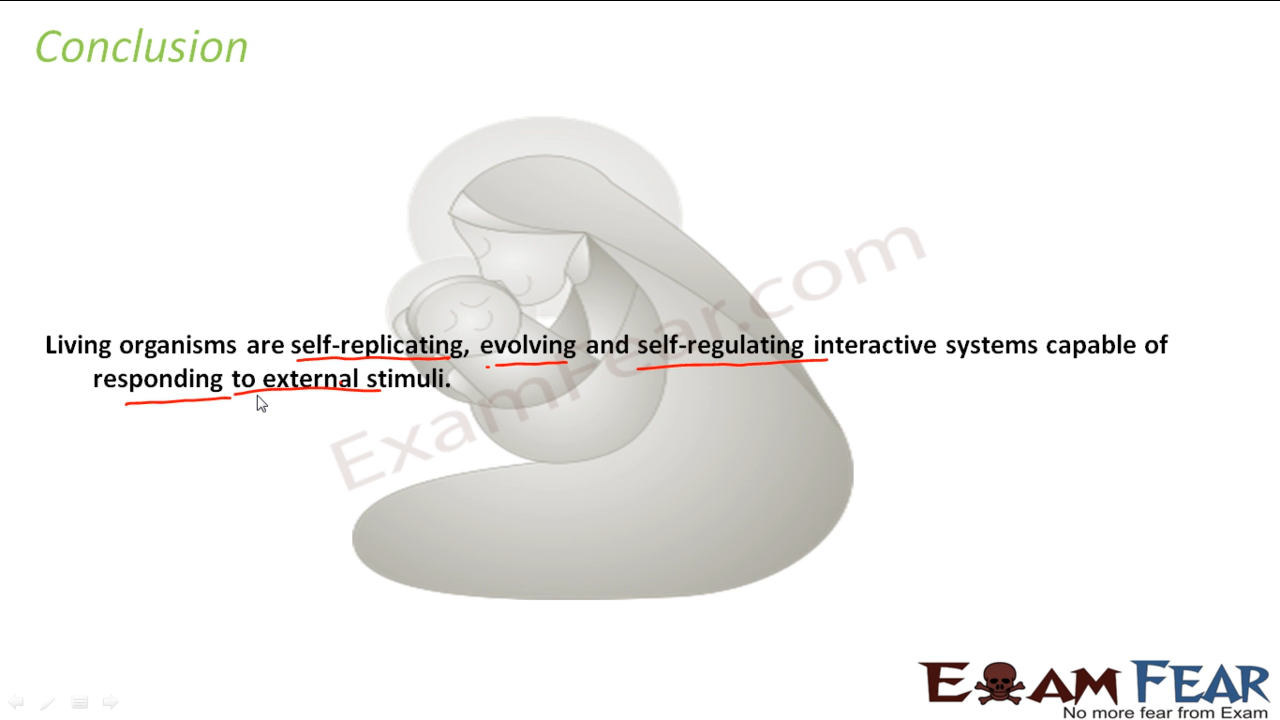 Conclusion
Living organisms are self-replicating, evolving and self-regulating interactive systems capable of
responding to external stimuli.
ExamFear.com
EXAM FEAR
No more fear from Exam